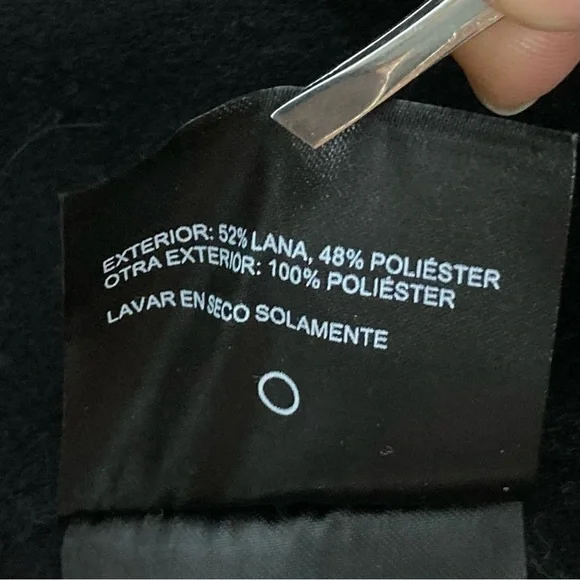 EXTERIOR: 52% LANA, 48% POLIÉSTER
OTRA EXTERIOR: 100% POLIÉSTER
LAVAR EN SECO SOLAMENTE